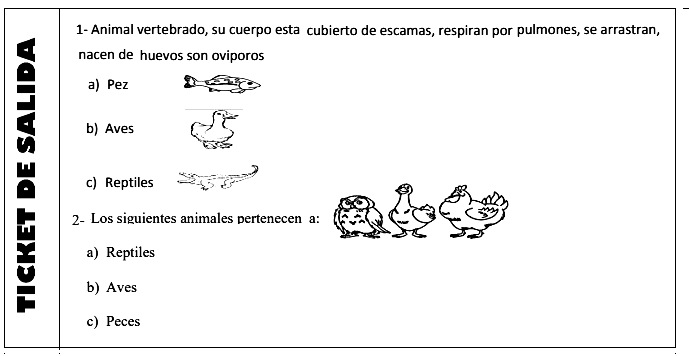 TICKET DE SALIDA
1- Animal vertebrado, su cuerpo esta cubierto de escamas, respiran por pulmones, se arrastran,
nacen de huevos son oviporos
a) Pez
b) Aves
c) Reptiles
2- Los siguientes animales pertenecen a:
a) Reptiles
b) Aves
c) Peces